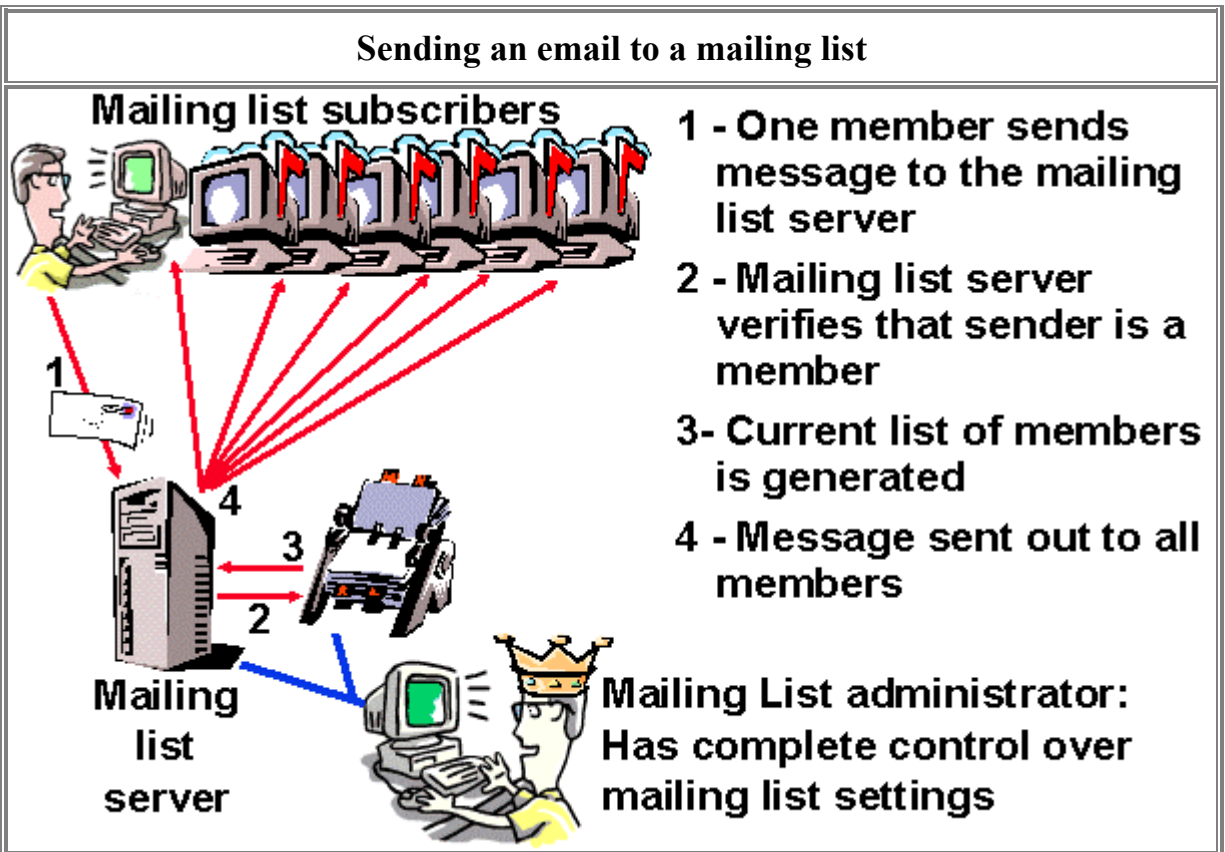 Sending an email to a mailing list
Mailing list subscribers
1 - One member sends
message to the mailing
list server
2 - Mailing list server
verifies that sender is a
member
3- Current list of members
is generated
4 - Message sent out to all
members
1
4
3
2
Mailing
list
server
Mailing List administrator:
Has complete control over
mailing list settings